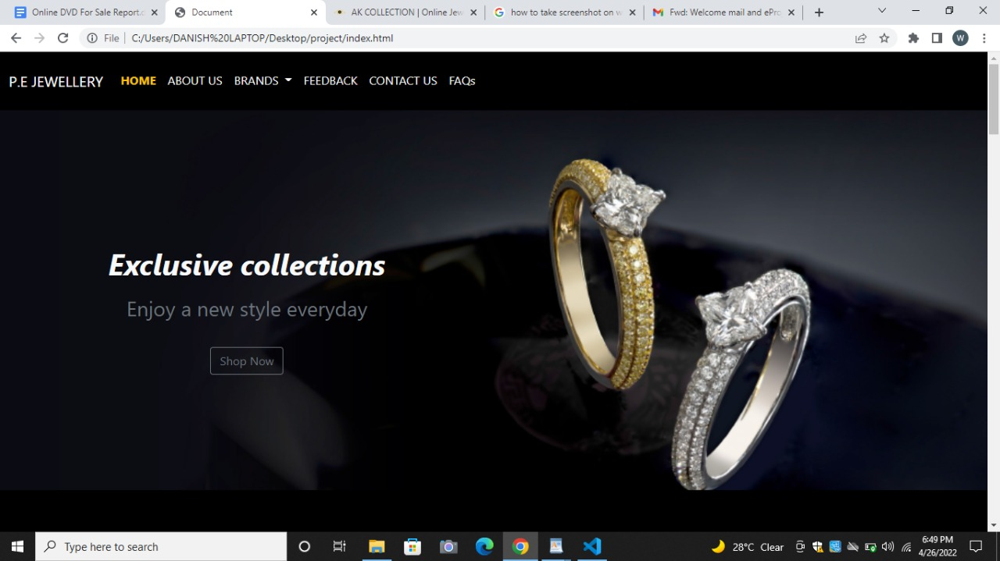 Online DVD For Sale Report.
Document
AK COLLECTION | Online Jew
how to take screenshot on w
Fwd: Welcome mail and ePro
File
C:/Users/DANISH%20LAPTOP/Desktop/project/index.html
W
P.E JEWELLERY
HOME
ABOUT US
BRANDS
FEEDBACK
CONTACT US
FAQs
Exclusive collections
Enjoy a new style everyday
Shop Now
Type here to search
28°C Clear
6:49 PM
4/26/2022